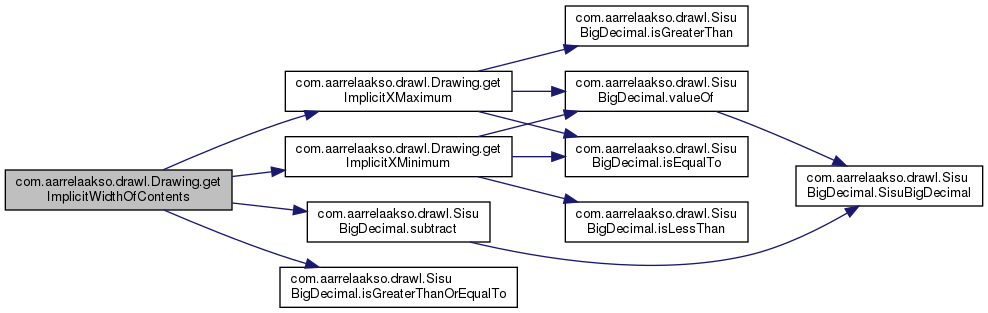 com.aarrelaakso.drawl.Drawing.get
ImplicitWidthOfContents
com.aarrelaakso.drawl.Drawing.get
ImplicitXMaximum
com.aarrelaakso.drawl.Drawing.get
ImplicitXMinimum
com.aarrelaakso.drawl.Sisu
BigDecimal.subtract
com.aarrelaakso.drawl.Sisu
BigDecimal.isGreaterThanOrEqualTo
com.aarrelaakso.drawl.Sisu
BigDecimal.isGreaterThan
com.aarrelaakso.drawl.Sisu
BigDecimal.valueOf
com.aarrelaakso.drawl.Sisu
BigDecimal.isEqualTo
com.aarrelaakso.drawl.Sisu
BigDecimal.isLessThan
com.aarrelaakso.drawl.Sisu
BigDecimal.SisuBigDecimal